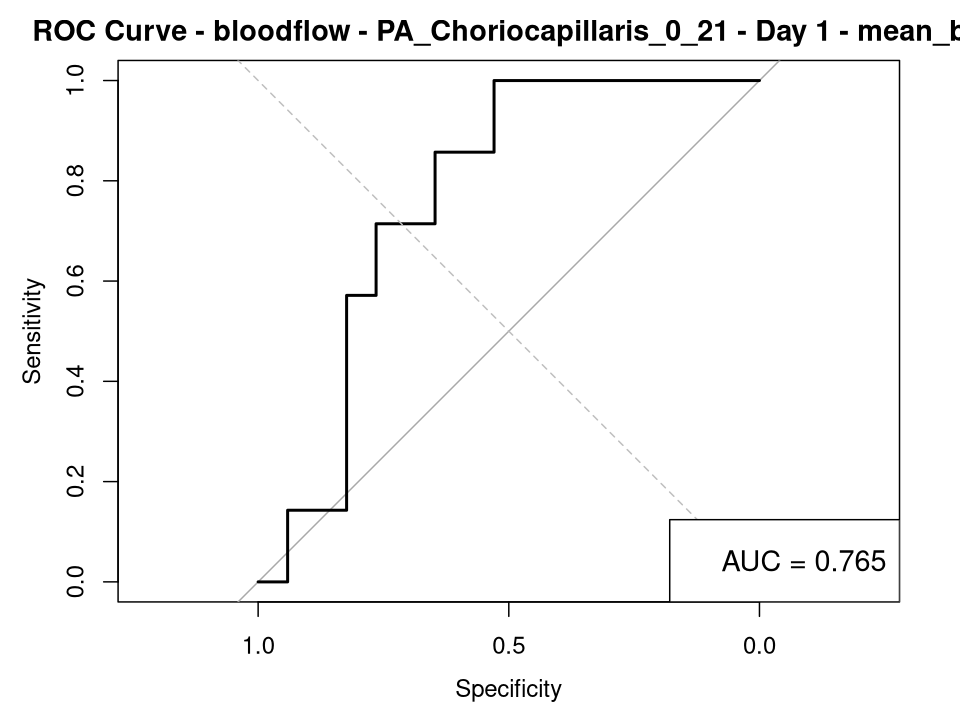 ROC Curve - bloodflow - PA_Choriocapillaris_0_21 - Day 1 - mean_b
1.0
0.8
0.6
0.4
0.2
0.0
Sensitivity
AUC = 0.765
1.0 0.5 0.0
Specificity